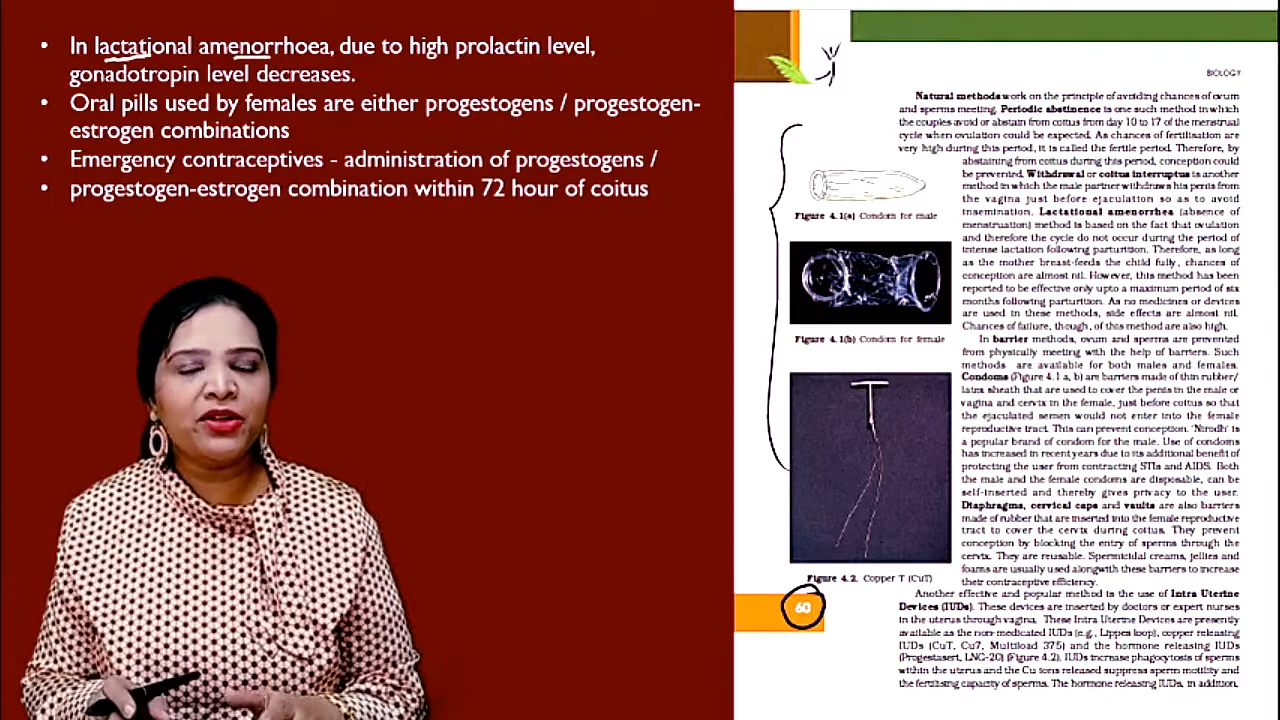 • In lactational amenorrhoea, due to high prolactin level,
gonadotropin level decreases.
• Oral pills used by females are either progestogens / progestogen-
estrogen combinations
• Emergency contraceptives - administration of progestogens /
• progestogen-estrogen combination within 72 hour of coitus
BIOLOGY
Natural methods work on the principle of avoiding chances of ovum
and sperms meeting. Periodic abstinence is one such method in which
the couples avoid or abstain from coitus from day 10 to 17 of the menstrual
cycle when ovulation could be expected. As chances of fertilisation are
very high during this period, it is called the fertile period. Therefore, by
abstaining from coitus during this period, conception could
be prevented. Withdrawal or coitus interruptus is another
method in which the male partner withdraws his penis from
the vagina just before ejaculation so as to avoid
insemination. Lactational amenorrhea (absence of
menstruation) method is based on the fact that ovulation
and therefore the cycle do not occur during the period of
intense lactation following parturition. Therefore, as long
as the mother breast-feeds the child fully, chances of
conception are almost nil. However, this method has been
reported to be effective only upto a maximum period of six
months following parturition. As no medicines or devices
are used in these methods, side effects are almost nil.
Chances of failure, though, of this method are also high.
In barrier methods, ovum and sperms are prevented
from physically meeting with the help of barriers. Such
methods are available for both males and females.
Condoms (Figure 4.1 a, b) are barriers made of thin rubber/
latex sheath that are used to cover the penis in the male or
vagina and cervix in the female, just before coitus so that
the ejaculated semen would not enter into the female
reproductive tract. This can prevent conception. 'Nirodh' is
a popular brand of condom for the male. Use of condoms
has increased in recent years due to its additional benefit of
protecting the user from contracting STIs and AIDS. Both
the male and the female condoms are disposable, can be
self-inserted and thereby gives privacy to the user.
Diaphragms, cervical caps and vaults are also barriers
made of rubber that are inserted into the female reproductive
tract to cover the cervix during coitus. They prevent
conception by blocking the entry of sperms through the
cervix. They are reusable. Spermicidal creams, jellies and
foams are usually used alongwith these barriers to increase
their contraceptive efficiency.
Another effective and popular method is the use of Intra Uterine
Devices (IUDs). These devices are inserted by doctors or expert nurses
in the uterus through vagina. These Intra Uterine Devices are presently
available as the non-medicated IUDs (e.g., Lippes loop), copper releasing
IUDs (CuT, Cu7, Multiload 375) and the hormone releasing IUDs
(Progestasert, LNG-20) (Figure 4.2). IUDs increase phagocytosis of sperms
within the uterus and the Cu ions released suppress sperm motility and
the fertilising capacity of sperms. The hormone releasing IUDs, in addition,
Figure 4.1(a) Condom for male
Figure 4.1(b) Condom for female
Figure 4.2. Copper T (CuT)
60